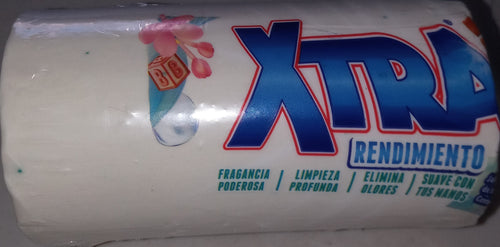 XTRA
RENDIMIENTO
FRAGANCIA PODEROSA
LIMPIEZA PROFUNDA
ELIMINA OLORES
SUAVE CON TUS MANOS
B B